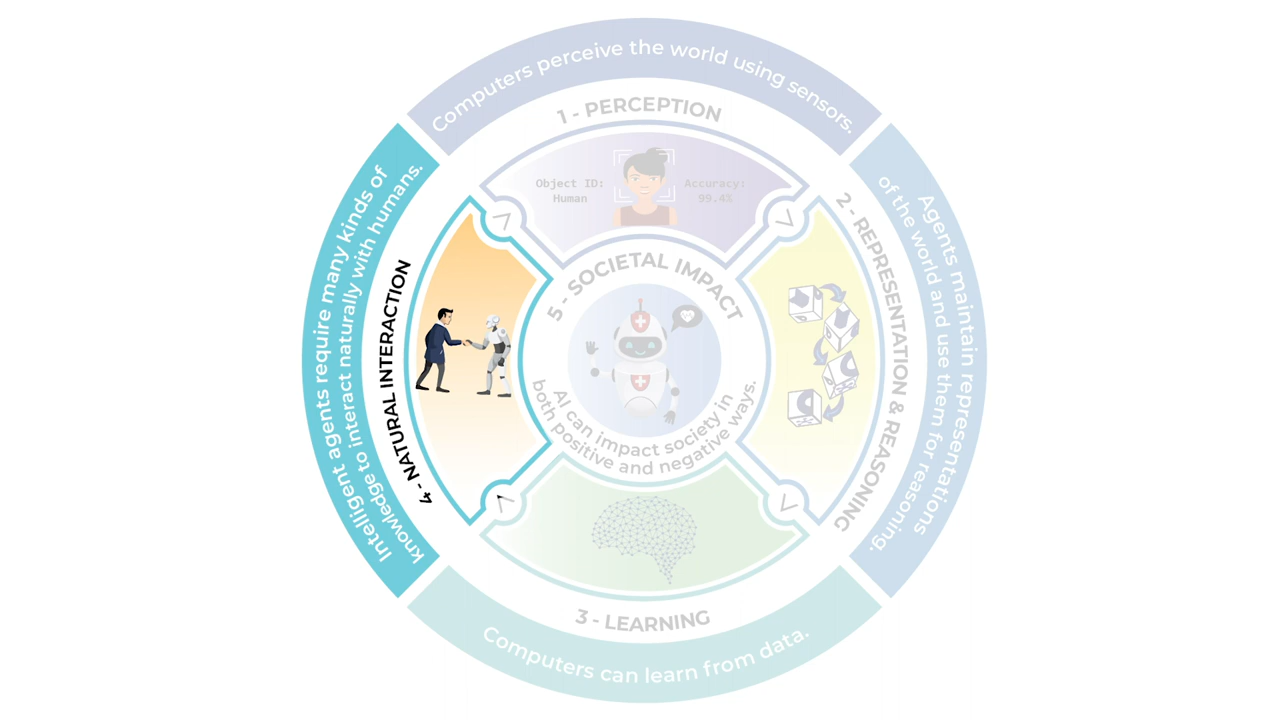 Computers perceive the world using sensors.
1 - PERCEPTION
Object ID:
Human
Accuracy:
99.4%
2 - REPRESENTATION & REASONING
Agents maintain representations
of the world and use them for reasoning.
3 - LEARNING
Computers can learn from data.
4 - NATURAL INTERACTION
Intelligent agents require many kinds of
knowledge to interact naturally with humans.
5 - SOCIETAL IMPACT
AI can impact society in
both positive and negative ways.